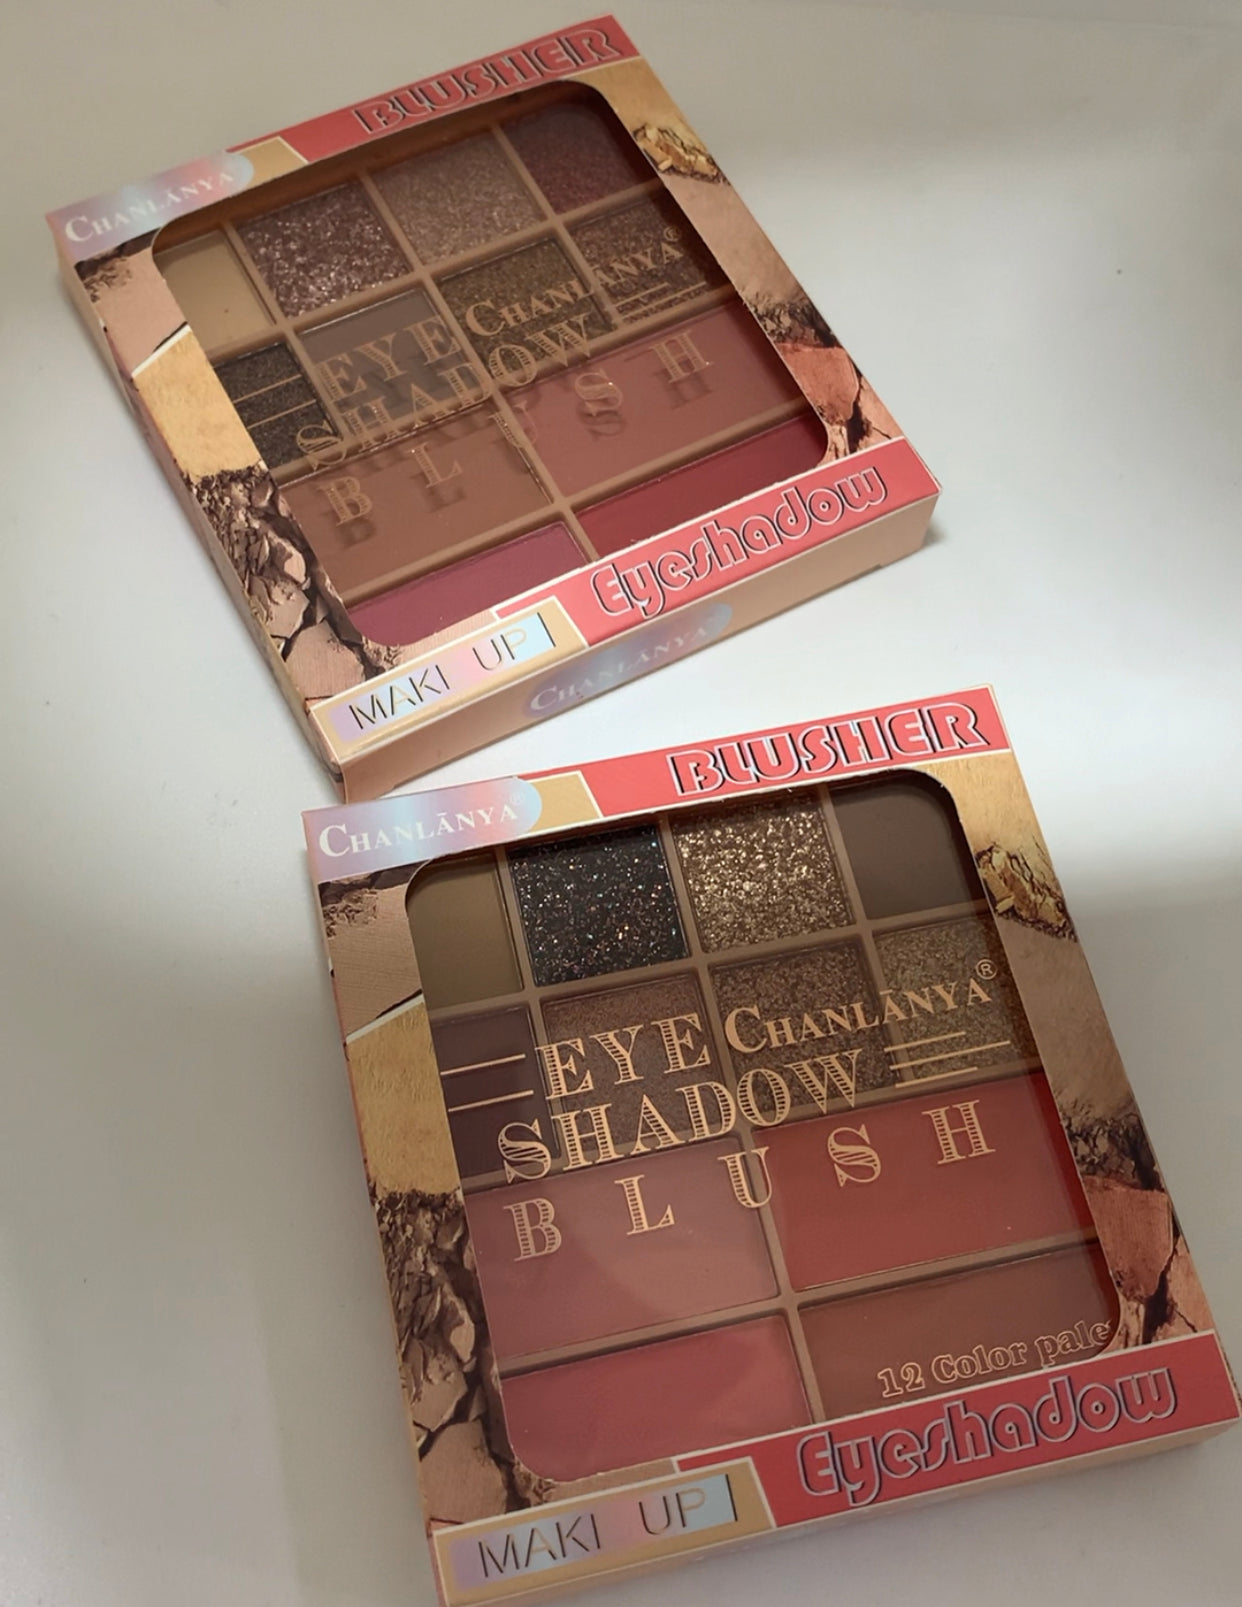 BLUSHER
CHANLĀNYA
CHANLĀNYA®
EYE
SHADOW
BLUSH
Eyeshadow
MAKI UP
CHANLĀNYA
BLUSHER
CHANLĀNYA®
CHANLĀNYA®
EYE
SHADOW
BLUSH
12 Color pale
Eyeshadow
MAKI UP